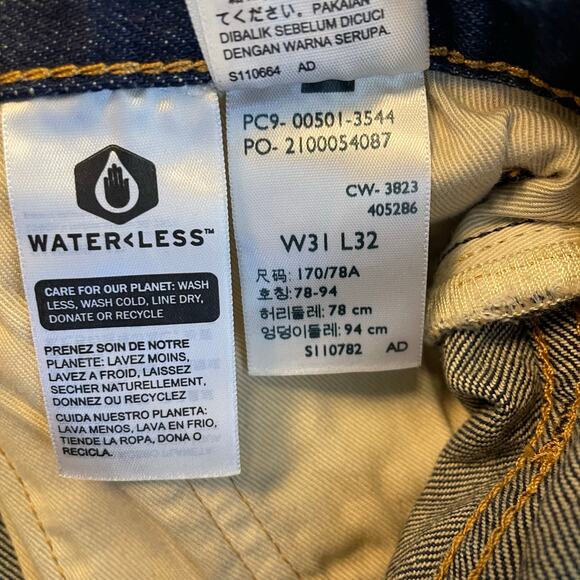 てください。PAKAIAN
DIBALIK SEBELUM DICUCI
DENGAN WARNA SERUPA.
S110664 AD
PC9- 00501-3544
PO- 2100054087
CW- 3823
405286
W31 L32
尺码: 170/78A
호칭: 78-94
허리둘레: 78 cm
엉덩이둘레: 94 cm
S110782 AD
WATER<LESS™
CARE FOR OUR PLANET: WASH
LESS, WASH COLD, LINE DRY,
DONATE OR RECYCLE
PRENEZ SOIN DE NOTRE
PLANETE: LAVEZ MOINS,
LAVEZ A FROID, LAISSEZ
SECHER NATURELLEMENT,
DONNEZ OU RECYCLEZ
CUIDA NUESTRO PLANETA:
LAVA MENOS, LAVA EN FRIO,
TIENDE LA ROPA, DONA O
RECICLA.